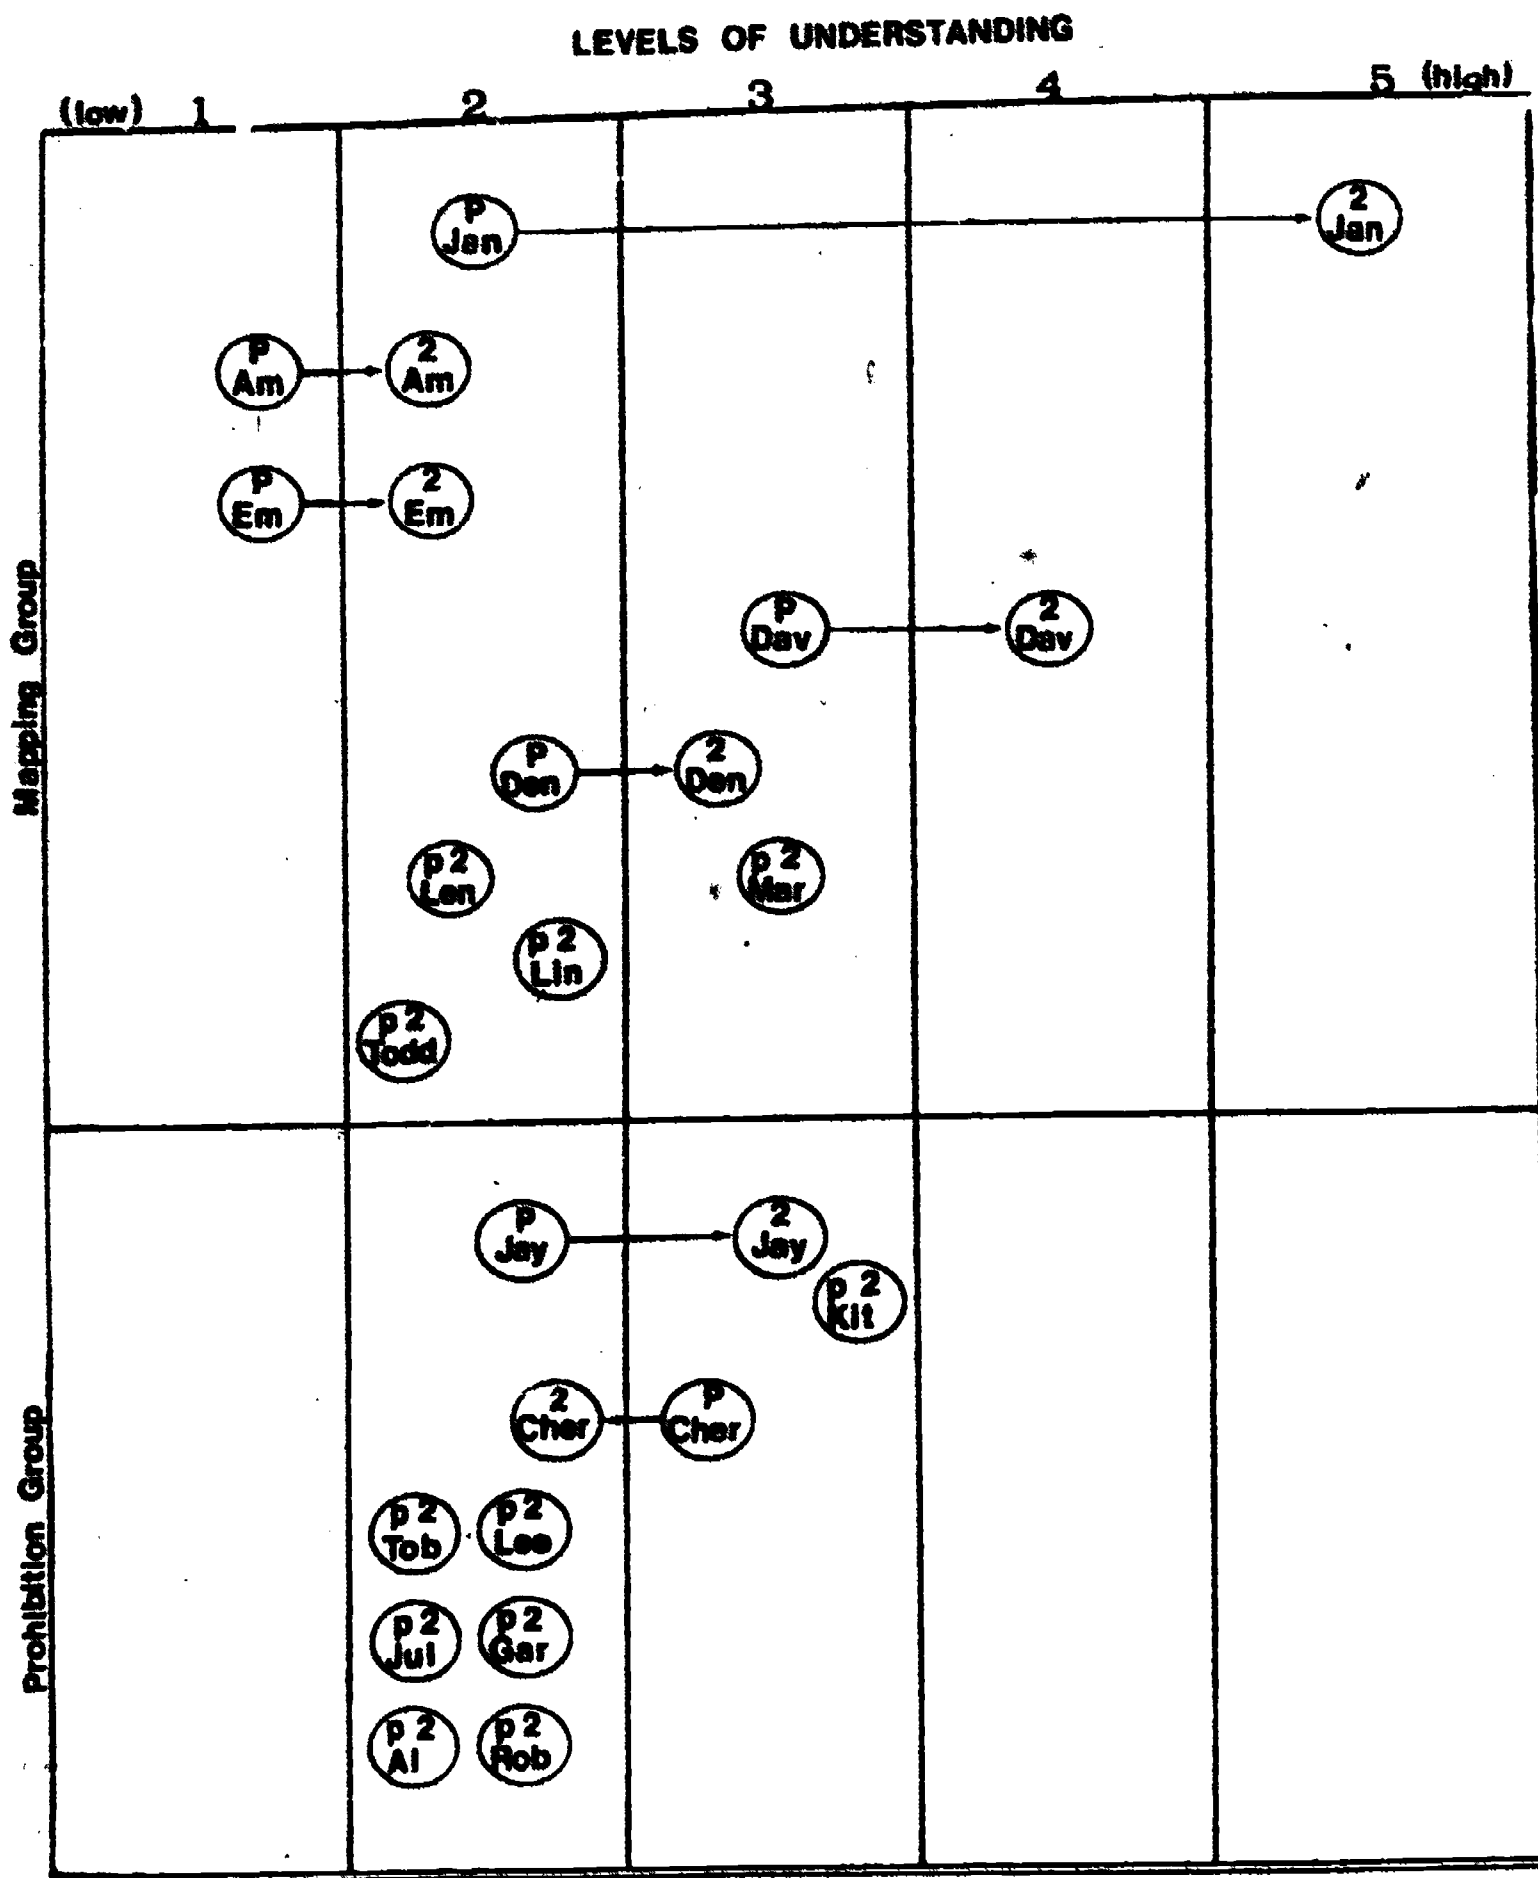 LEVELS OF UNDERSTANDING
(low) 1 2 3 4 5 (high)
Mapping Group
P
Jan
2
Jan
P
Am
2
Am
P
Em
2
Em
P
Dav
2
Dav
P
Den
2
Den
p 2
Len
p 2
Mar
p 2
Lin
p 2
Todd
Prohibition Group
P
Jay
2
Jay
p 2
Kit
2
Cher
P
Cher
p 2
Tob
p 2
Lee
p 2
Jul
p 2
Gar
p 2
Al
p 2
Rob